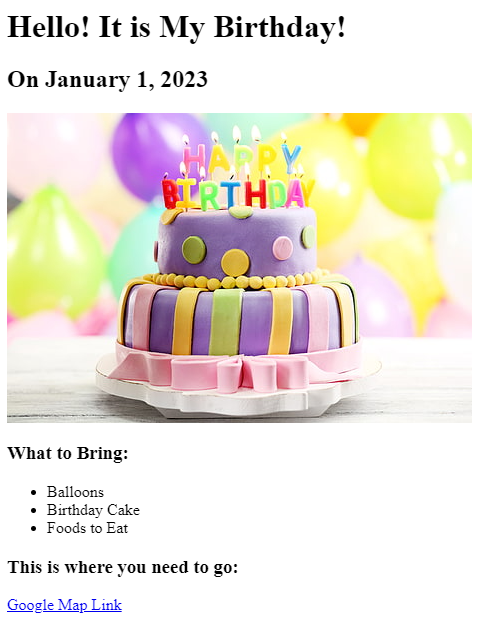 Hello! It is My Birthday!
On January 1, 2023
HAPPY
BIRTHDAY
What to Bring:
Balloons
Birthday Cake
Foods to Eat
This is where you need to go:
Google Map Link